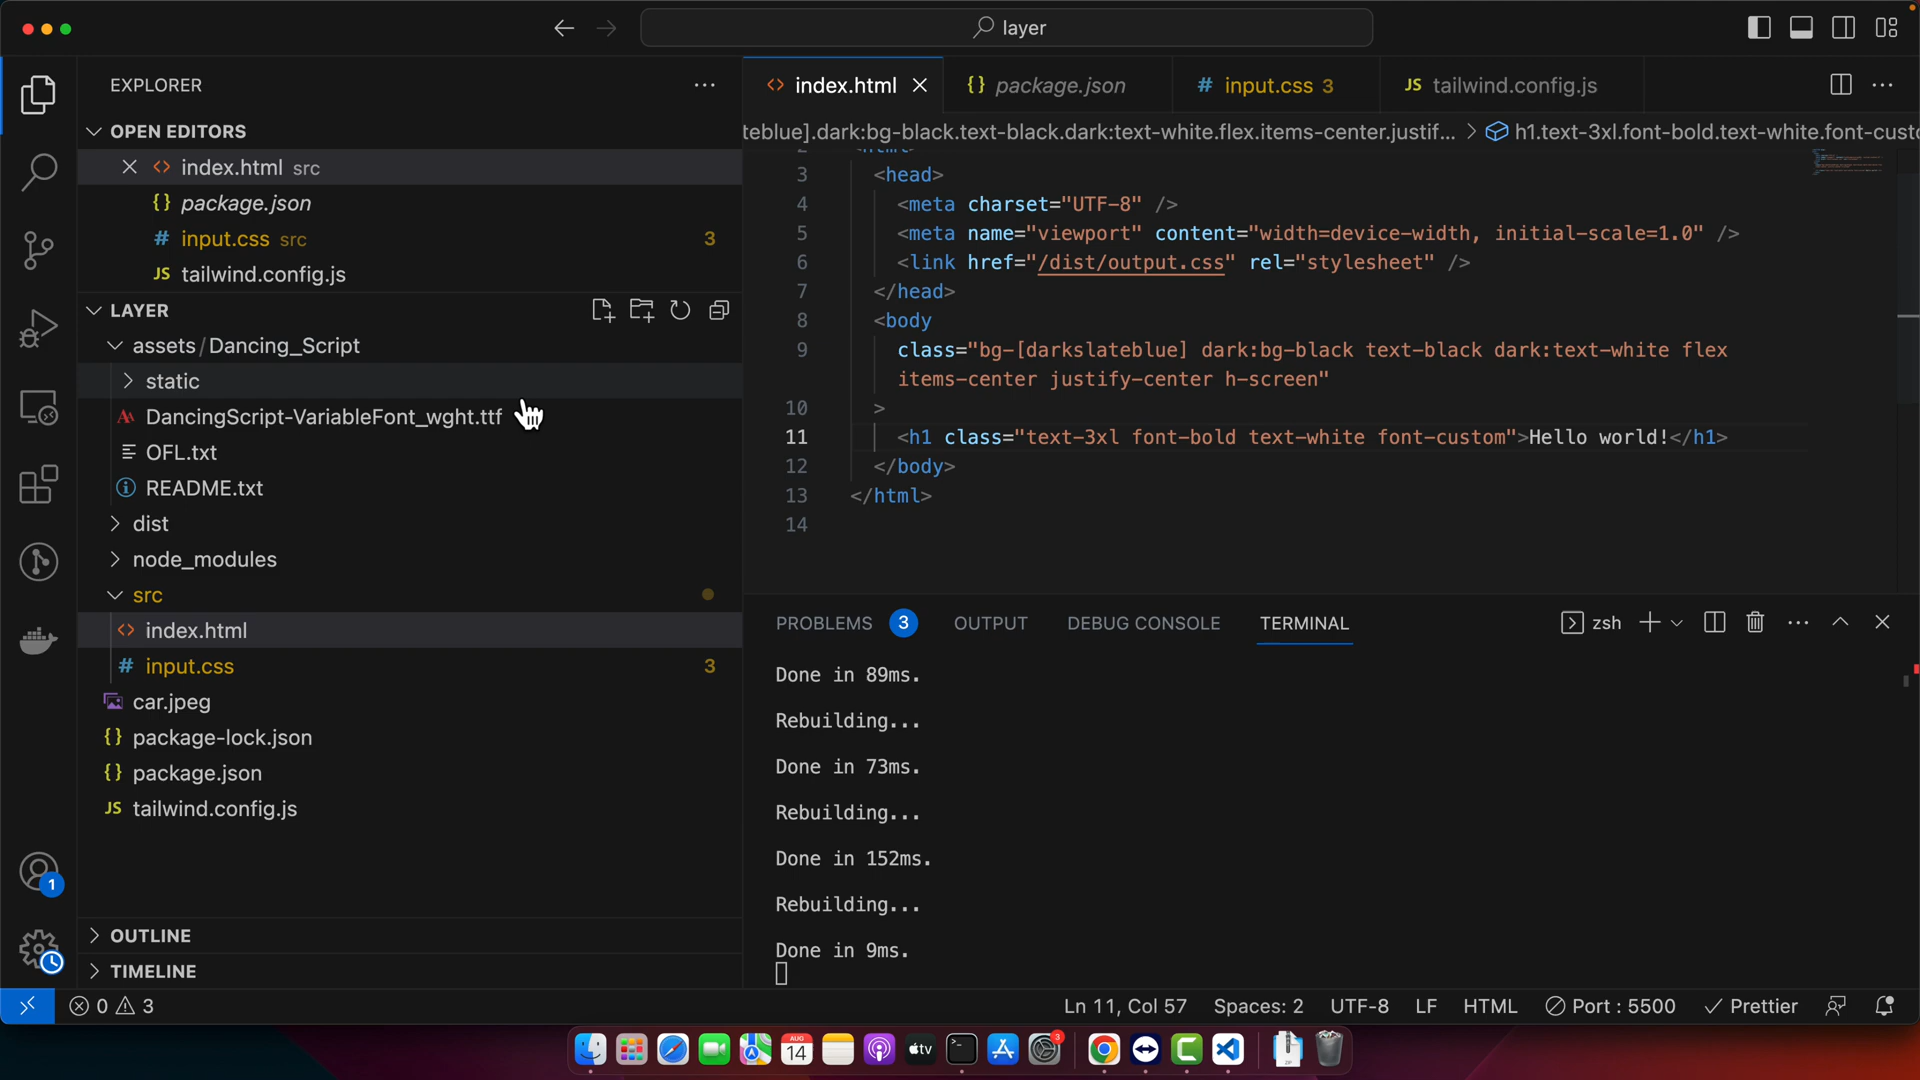 layer
EXPLORER
OPEN EDITORS
index.html src
package.json
input.css src 3
tailwind.config.js
LAYER
assets/Dancing_Script
static
DancingScript-VariableFont_wght.ttf
OFL.txt
README.txt
dist
node_modules
src
index.html
input.css 3
car.jpeg
package-lock.json
package.json
tailwind.config.js
OUTLINE
TIMELINE
index.html
package.json
input.css 3
tailwind.config.js
teblue].dark:bg-black.text-black.dark:text-white.flex.items-center.justif... > h1.text-3xl.font-bold.text-white.font-custo
2 <html>
3 <head>
4 <meta charset="UTF-8" />
5 <meta name="viewport" content="width=device-width, initial-scale=1.0" />
6 <link href="/dist/output.css" rel="stylesheet" />
7 </head>
8 <body
9 class="bg-[darkslateblue] dark:bg-black text-black dark:text-white flex
items-center justify-center h-screen"
10 >
11 <h1 class="text-3xl font-bold text-white font-custom">Hello world!</h1>
12 </body>
13 </html>
14
PROBLEMS 3 OUTPUT DEBUG CONSOLE TERMINAL zsh
Done in 89ms.
Rebuilding...
Done in 73ms.
Rebuilding...
Done in 152ms.
Rebuilding...
Done in 9ms.
1
0 3
Ln 11, Col 57 Spaces: 2 UTF-8 LF HTML Port : 5500 Prettier
AUG
14
tv
3
ZIP